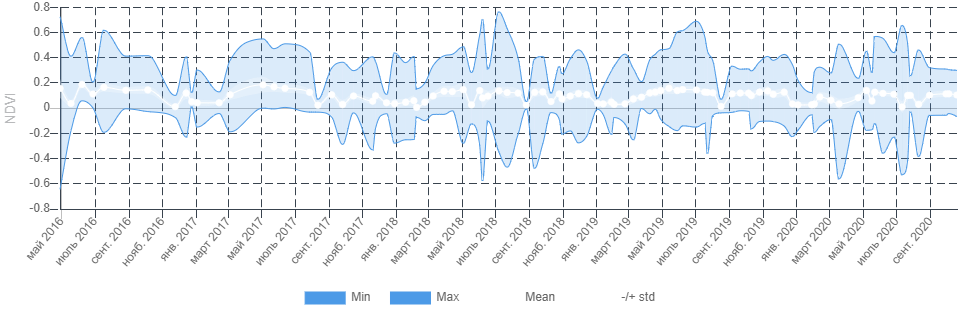 0.8
0.6
0.4
0.2
0
-0.2
-0.4
-0.6
-0.8
NDVI
май 2016
июль 2016
сент. 2016
нояб. 2016
янв. 2017
март 2017
май 2017
июль 2017
сент. 2017
нояб. 2017
янв. 2018
март 2018
май 2018
июль 2018
сент. 2018
нояб. 2018
янв. 2019
март 2019
май 2019
июль 2019
сент. 2019
нояб. 2019
янв. 2020
март 2020
май 2020
июль 2020
сент. 2020
Min Max Mean -/+ std